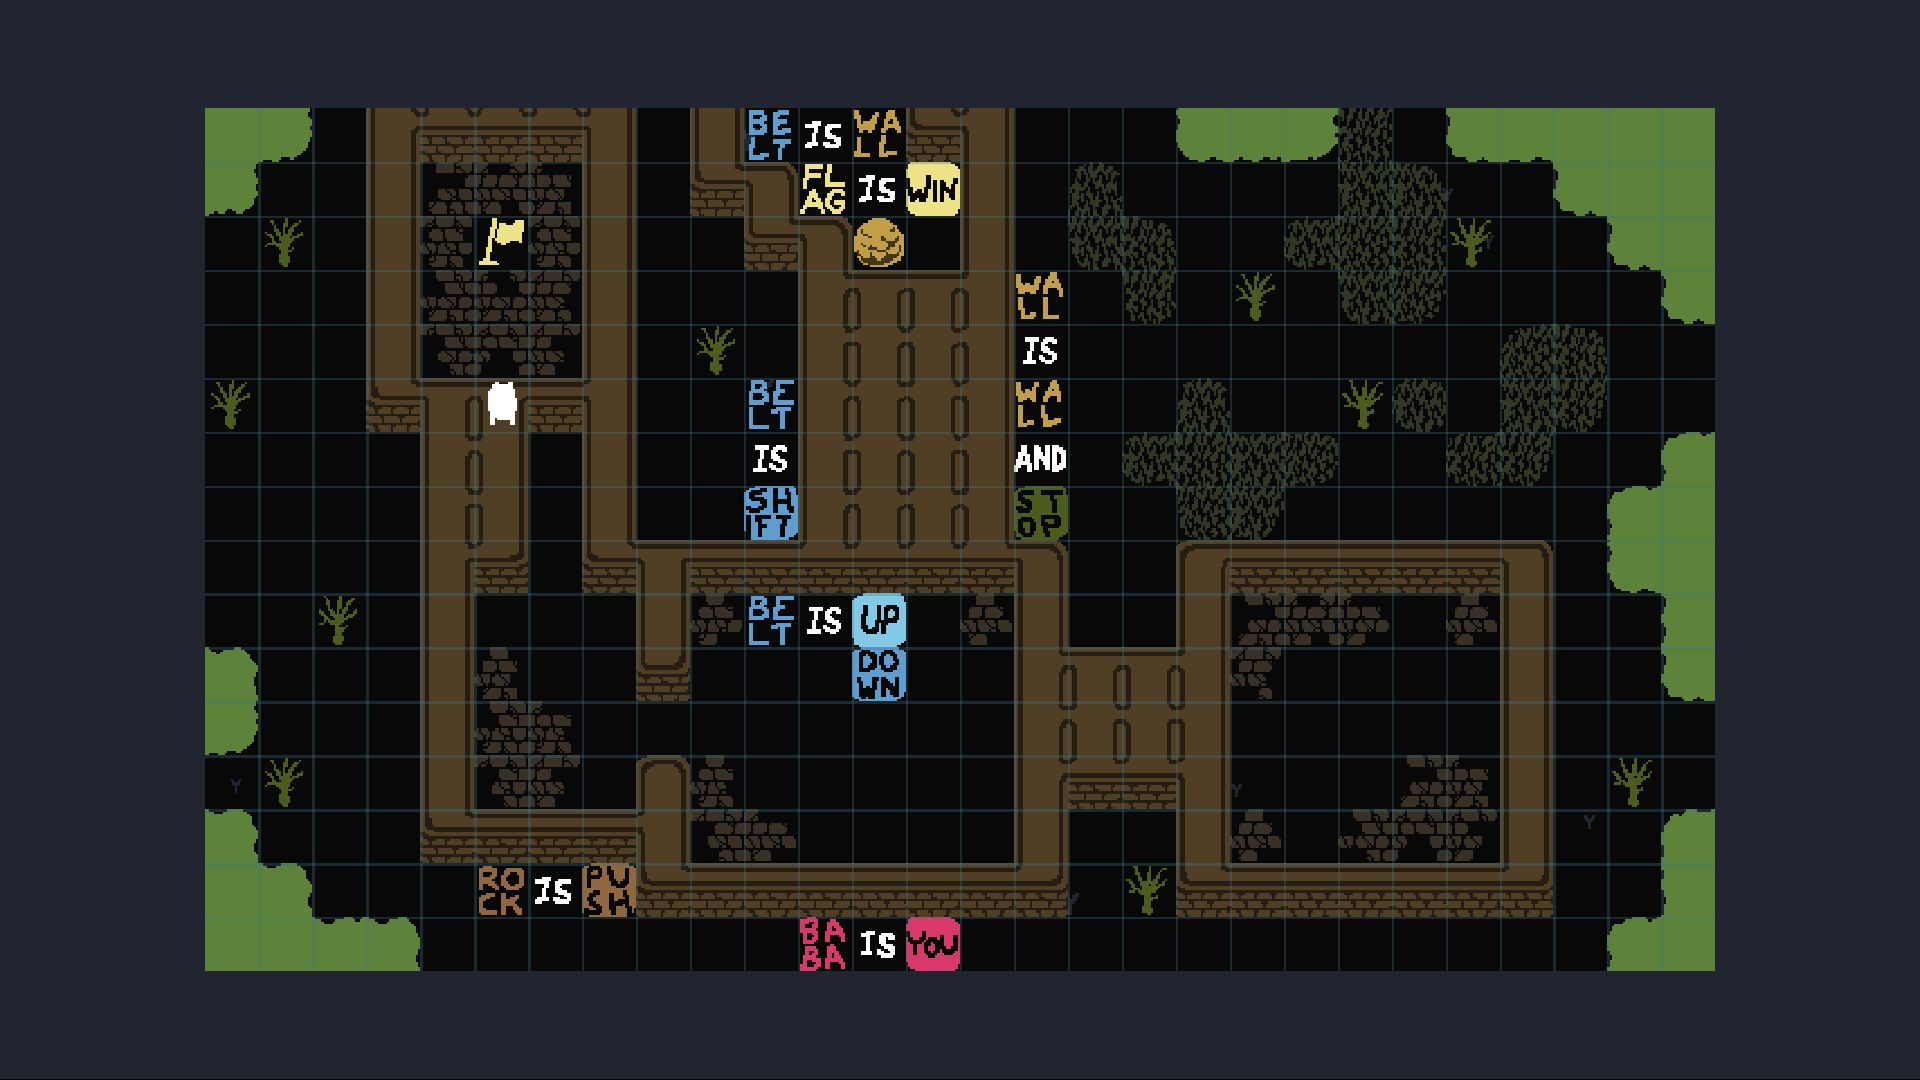 BELT IS WALL
FLAG IS WIN
WALL
IS
BELT
WALL
IS
AND
SHFT
STOP
BELT IS UP
DOWN
ROCK IS PUSH
BABA IS YOU